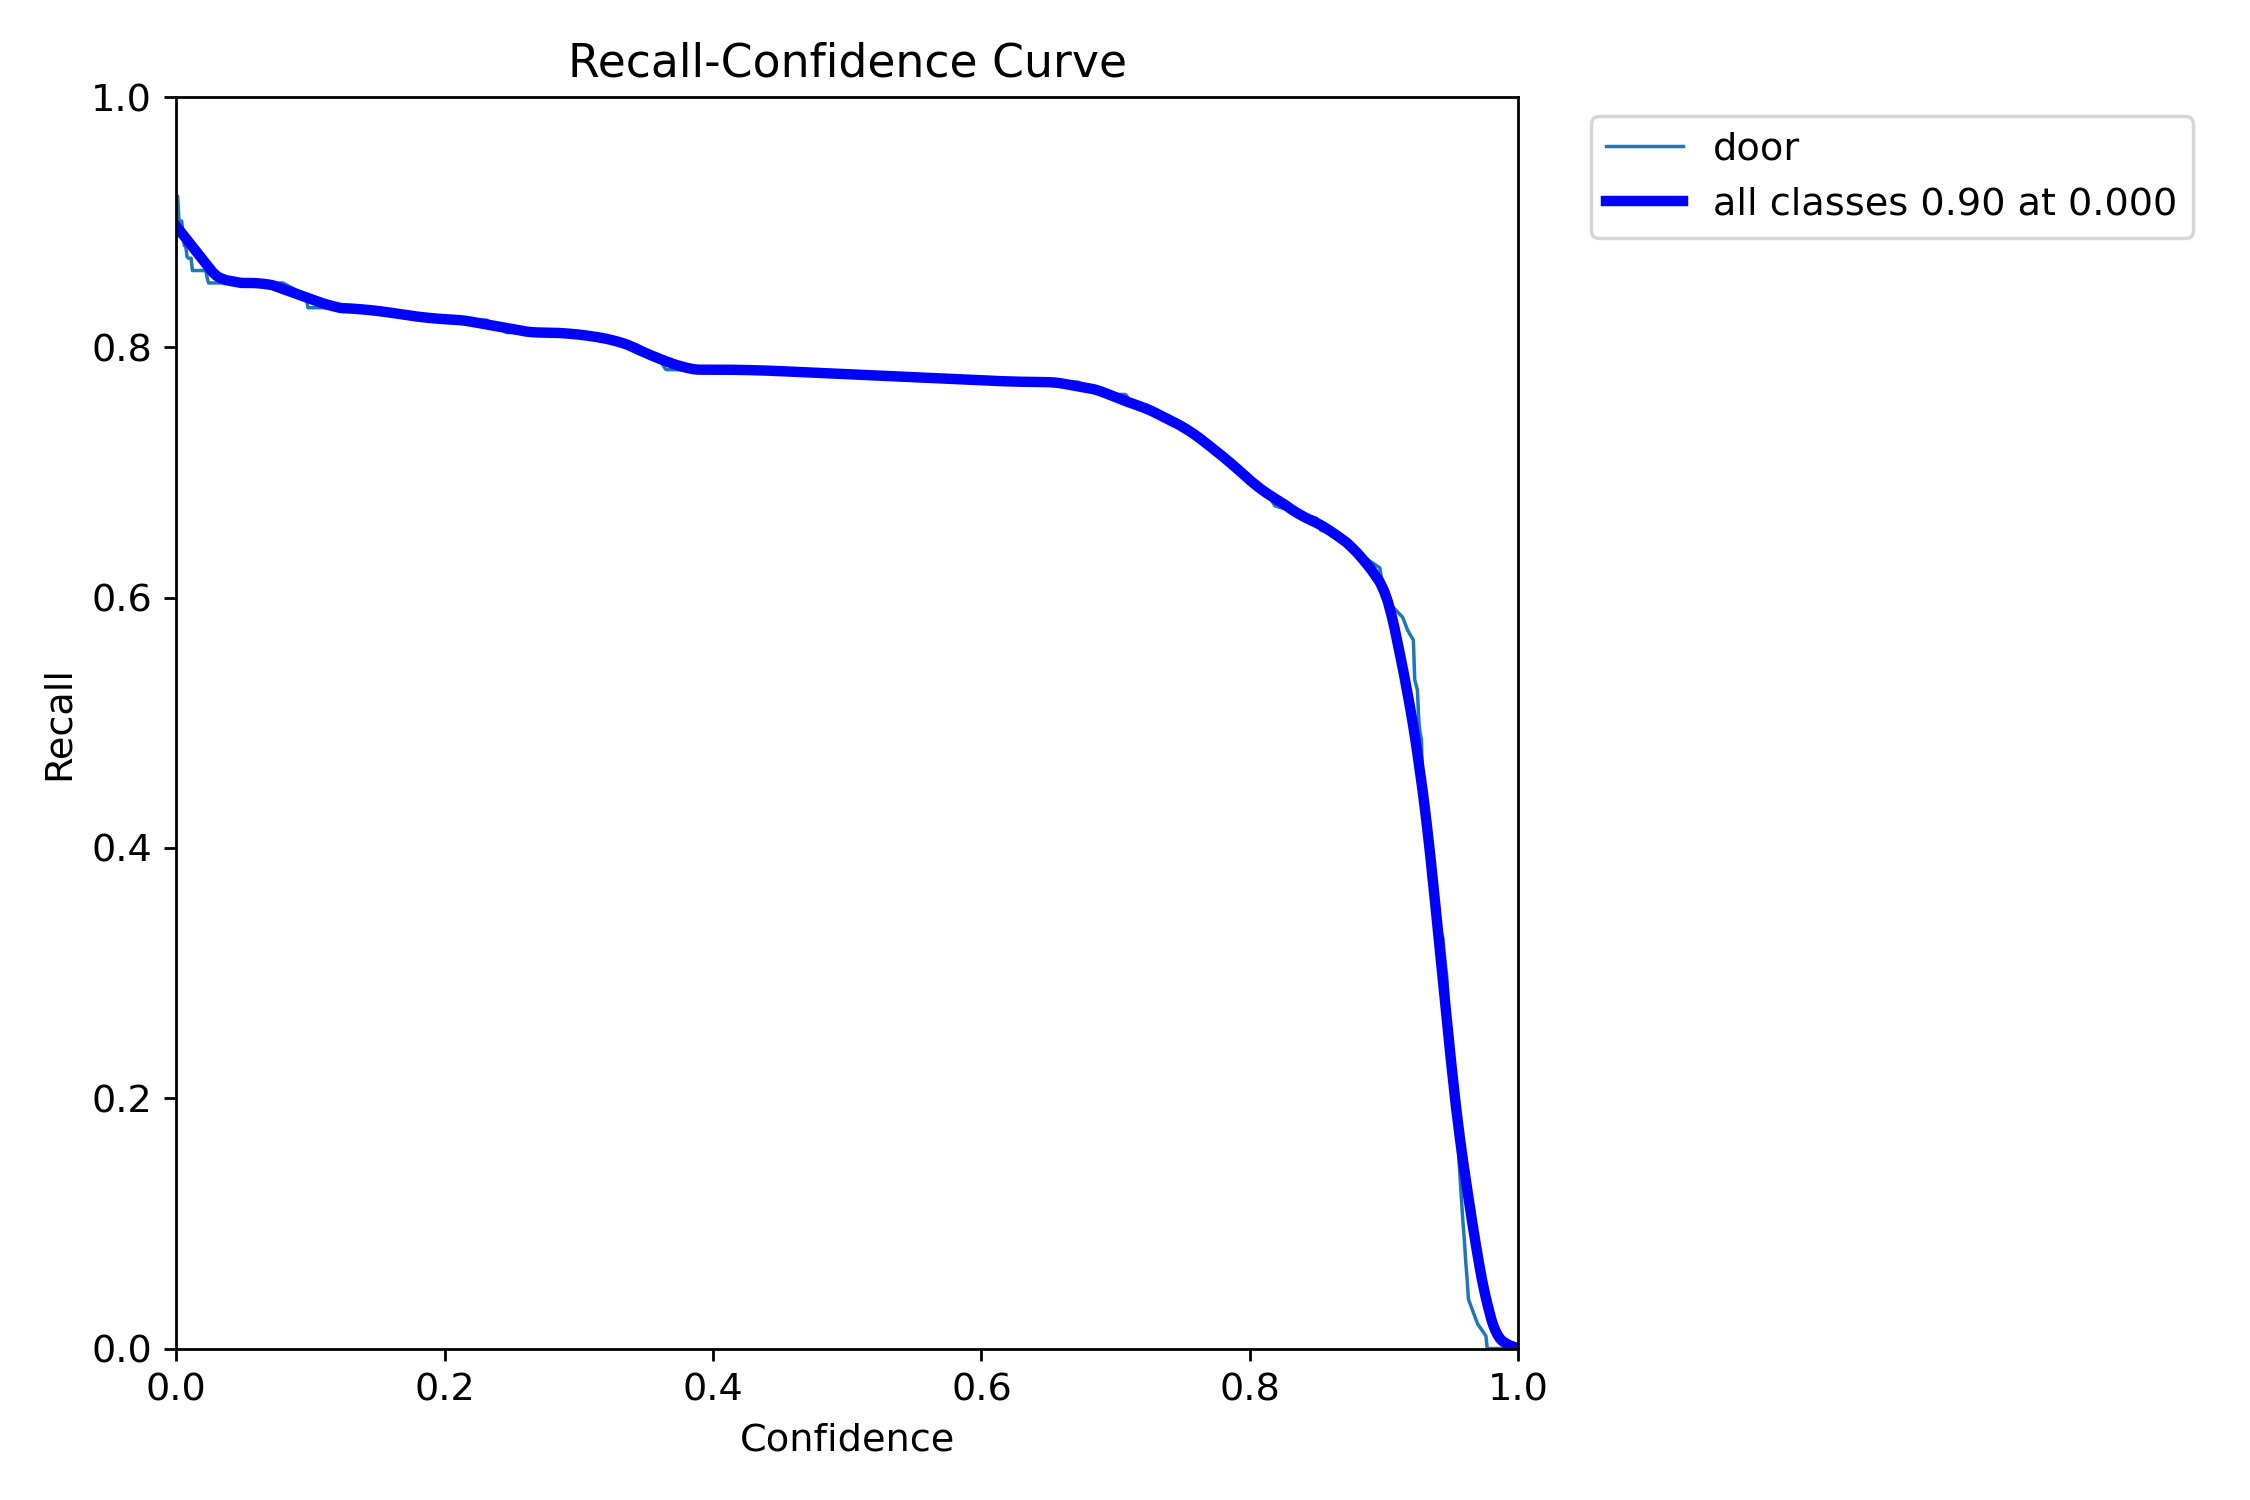 Recall-Confidence Curve
1.0
0.8
0.6
0.4
0.2
0.0
Recall
0.0 0.2 0.4 0.6 0.8 1.0
Confidence
door
all classes 0.90 at 0.000